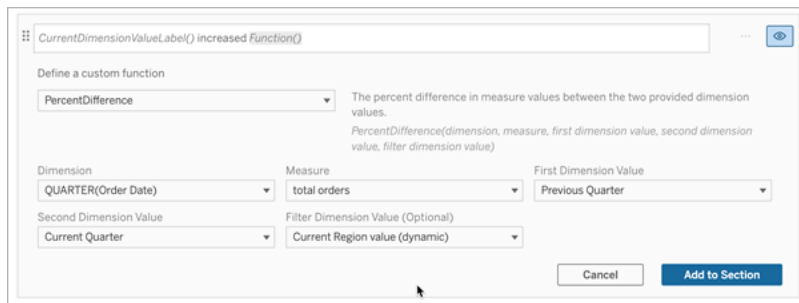 CurrentDimensionValueLabel() increased Function()
Define a custom function
PercentDifference
The percent difference in measure values between the two provided dimension
values.
PercentDifference(dimension, measure, first dimension value, second dimension
value, filter dimension value)
Dimension
Measure
First Dimension Value
QUARTER(Order Date)
total orders
Previous Quarter
Second Dimension Value
Filter Dimension Value (Optional)
Current Quarter
Current Region value (dynamic)
Cancel
Add to Section